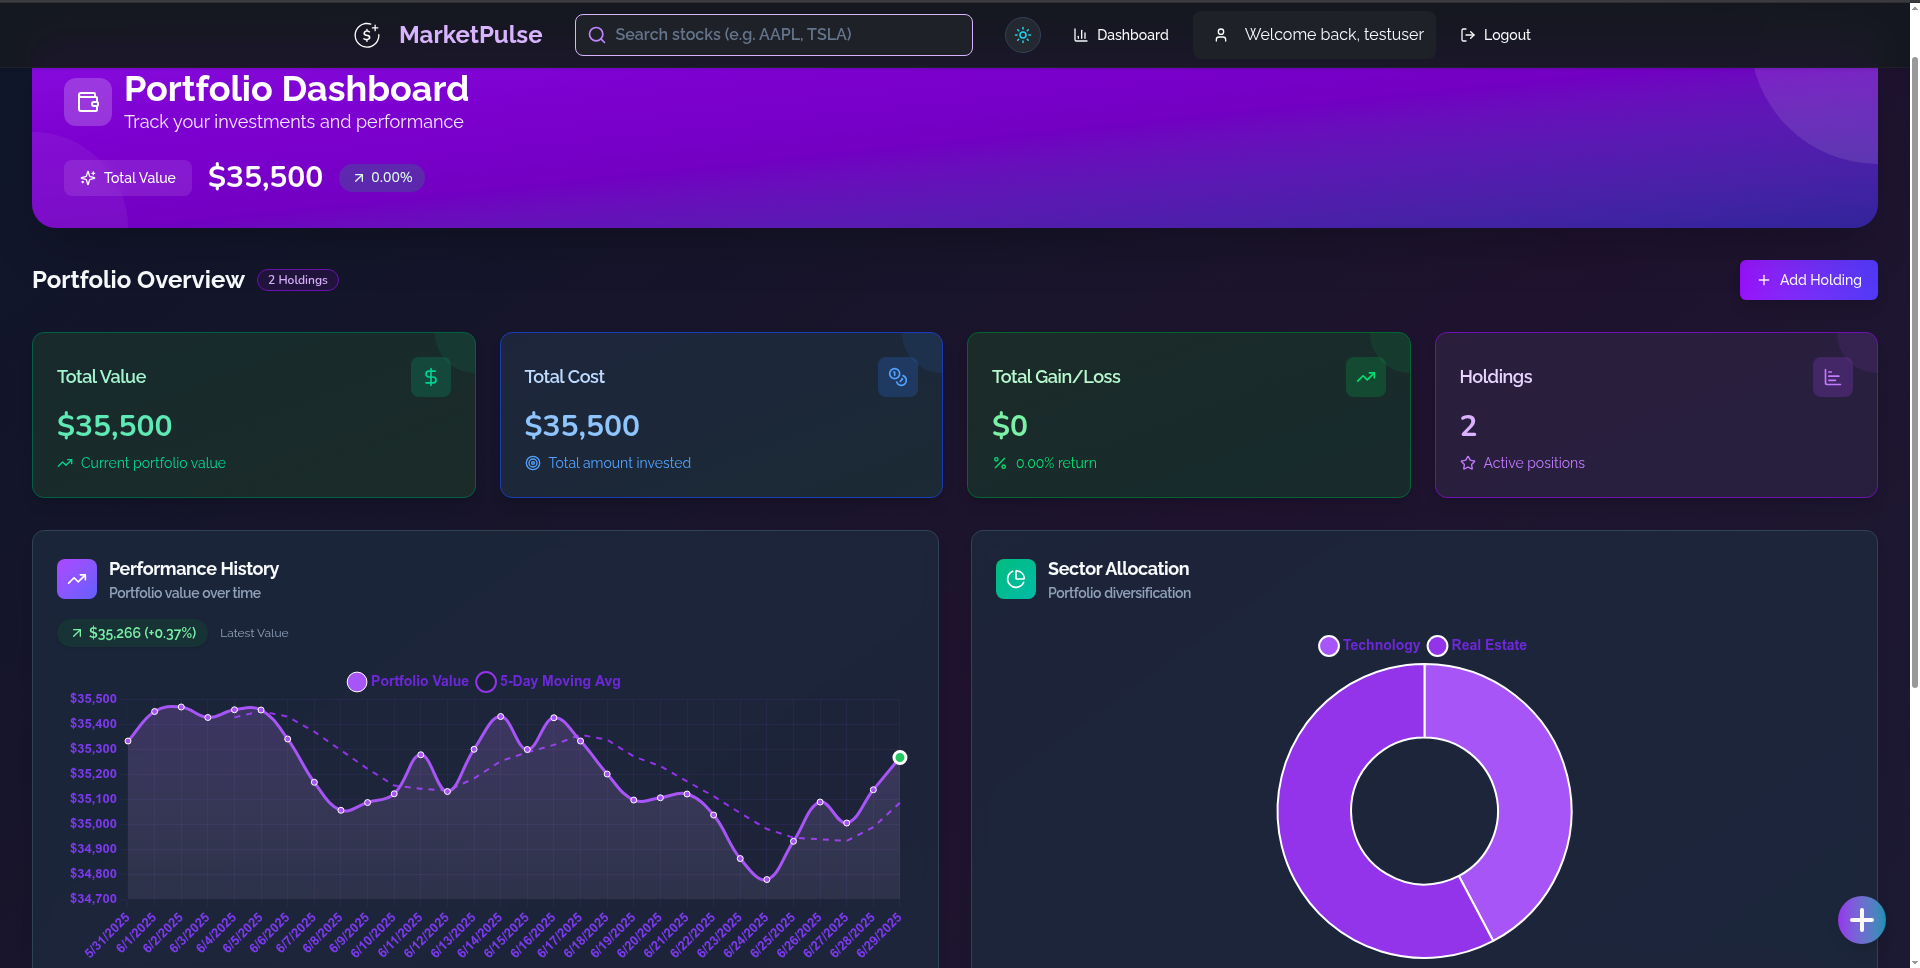 MarketPulse
Search stocks (e.g. AAPL, TSLA)
Dashboard
Welcome back, testuser
Logout
Portfolio Dashboard
Track your investments and performance
Total Value
$35,500
0.00%
Portfolio Overview
2 Holdings
Add Holding
Total Value
$35,500
Current portfolio value
Total Cost
$35,500
Total amount invested
Total Gain/Loss
$0
0.00% return
Holdings
2
Active positions
Performance History
Portfolio value over time
$35,266 (+0.37%)
Latest Value
Portfolio Value
5-Day Moving Avg
$35,500
$35,400
$35,300
$35,200
$35,100
$35,000
$34,900
$34,800
$34,700
5/31/2025
6/1/2025
6/2/2025
6/3/2025
6/4/2025
6/5/2025
6/6/2025
6/7/2025
6/8/2025
6/9/2025
6/10/2025
6/11/2025
6/12/2025
6/13/2025
6/14/2025
6/15/2025
6/16/2025
6/17/2025
6/18/2025
6/19/2025
6/20/2025
6/21/2025
6/22/2025
6/23/2025
6/24/2025
6/25/2025
6/26/2025
6/27/2025
6/28/2025
6/29/2025
Sector Allocation
Portfolio diversification
Technology
Real Estate